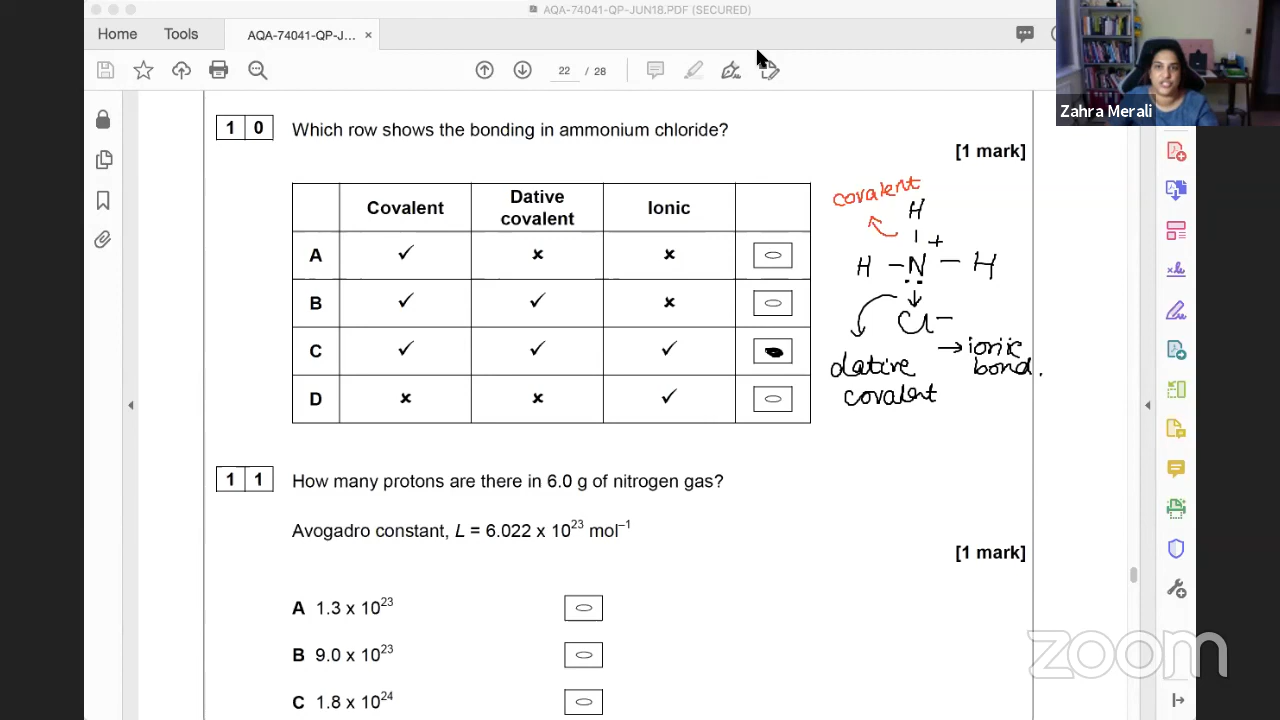 AQA-74041-QP-JUN18.PDF (SECURED)
Home Tools AQA-74041-QP-J... ×
22 / 28
Zahra Merali
1 0 Which row shows the bonding in ammonium chloride?
[1 mark]
Covalent Dative covalent Ionic
A ✓ × ×
B ✓ ✓ ×
C ✓ ✓ ✓
D × × ✓
covalent
H
+
H – N – H
Cl –
→ ionic bond.
dative
covalent
1 1 How many protons are there in 6.0 g of nitrogen gas?
Avogadro constant, L = 6.022 x 10²³ mol⁻¹
[1 mark]
A 1.3 x 10²³
B 9.0 x 10²³
C 1.8 x 10²⁴
zoom